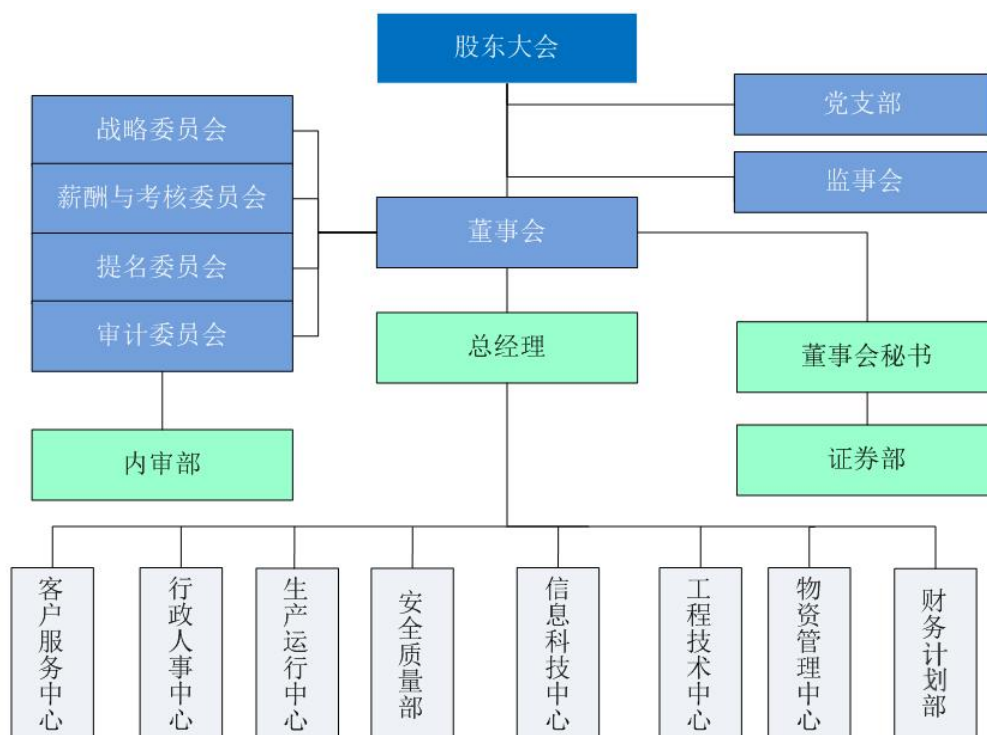 股东大会
党支部
战略委员会
监事会
薪酬与考核委员会
董事会
提名委员会
审计委员会
总经理
董事会秘书
内审部
证券部
客户服务中心
行政人事中心
生产运行中心
安全质量部
信息科技中心
工程技术中心
物资管理中心
财务计划部